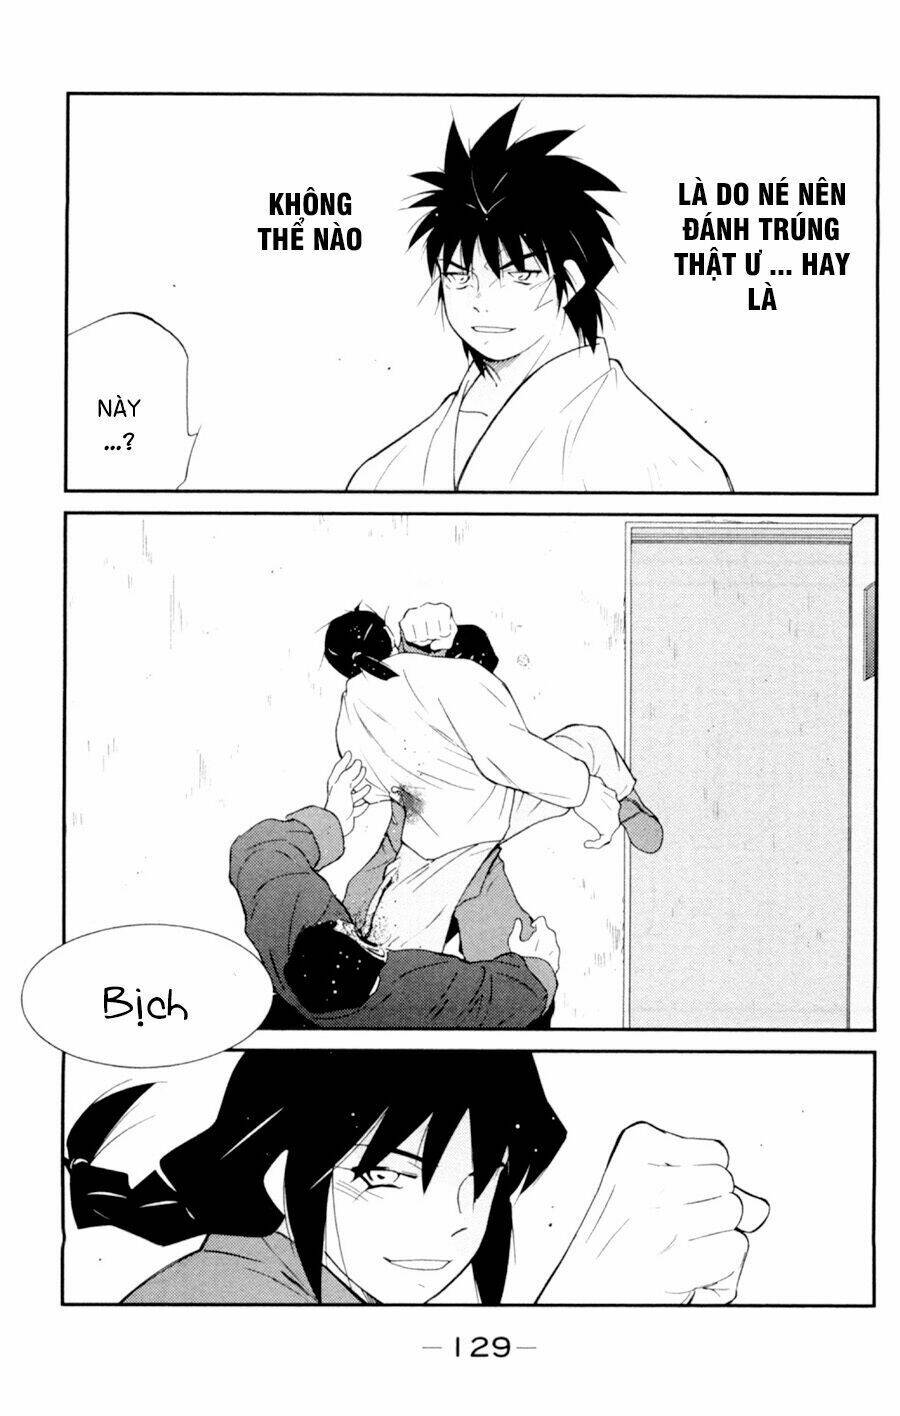 LÀ DO NÉ NÊN
ĐÁNH TRÚNG
THẬT Ư ... HAY
LÀ
KHÔNG
THỂ NÀO
NÀY
...?
Bịch
-129-